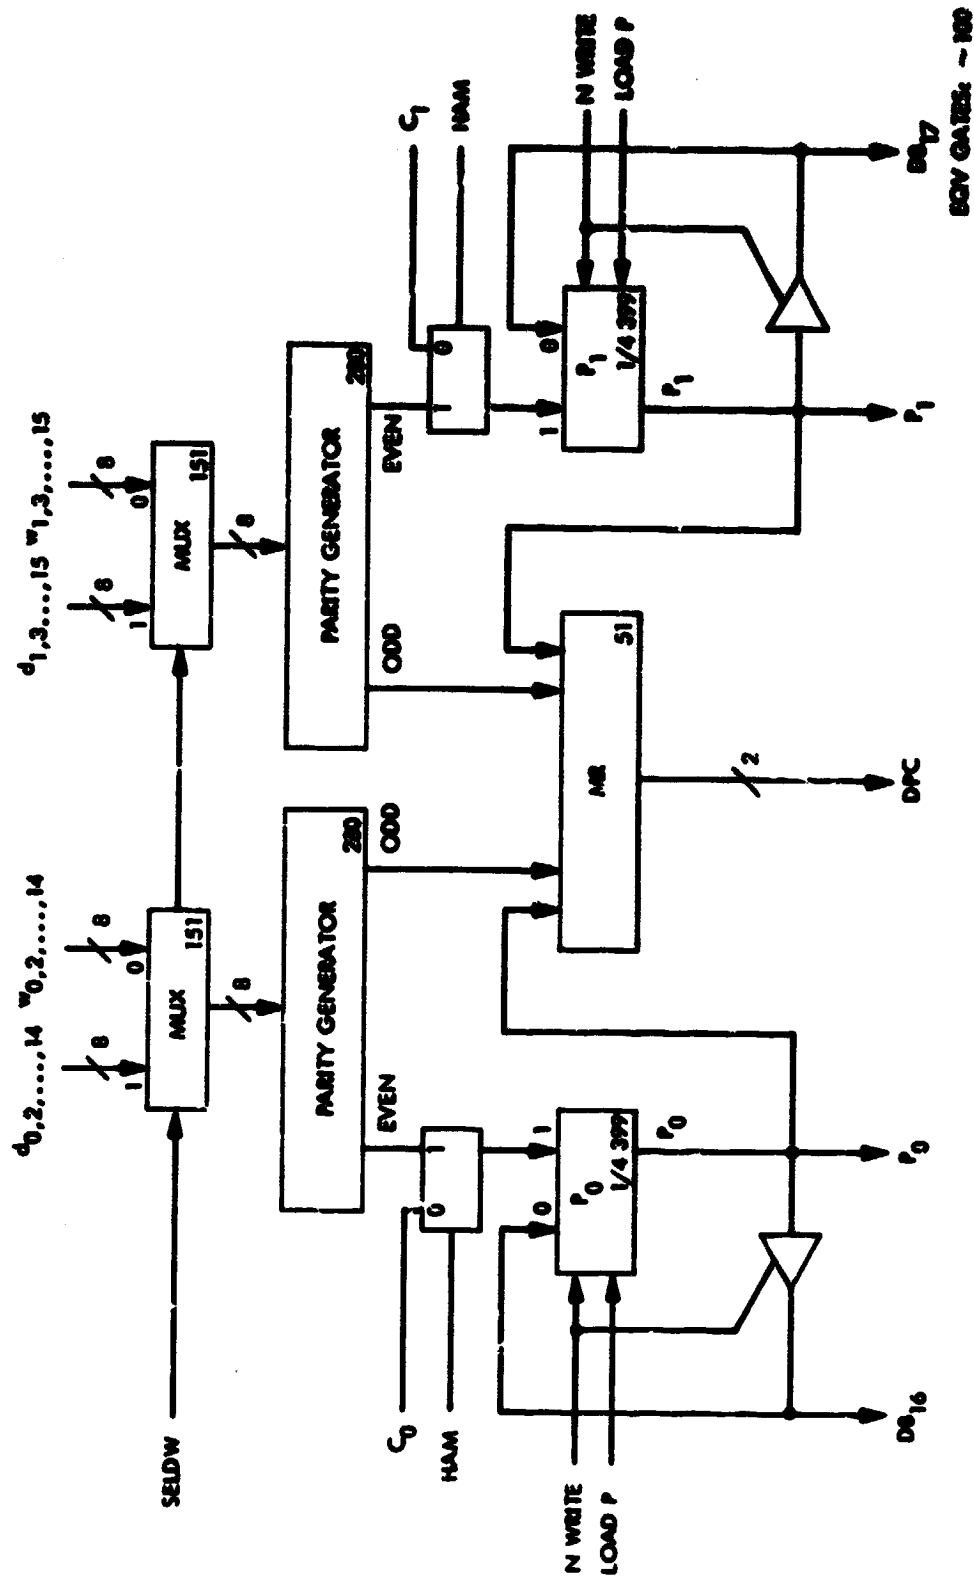 d0,2,...,14 w0,2,...,14
d1,3...,15 w1,3,...,15
8
8
8
8
1
0
1
0
SELDW
MUX
151
MUX
151
8
8
PARITY GENERATOR
280
PARITY GENERATOR
280
EVEN
ODD
ODD
EVEN
C0
HAM
0
1
1
0
C1
HAM
0
1
1
0
N WRITE
LOAD P
P0
1/4 399
MR
51
P1
1/4 399
N WRITE
LOAD P
P0
P1
2
DB16
P0
DPC
P1
DB17
EQIV GATES: ~ 100